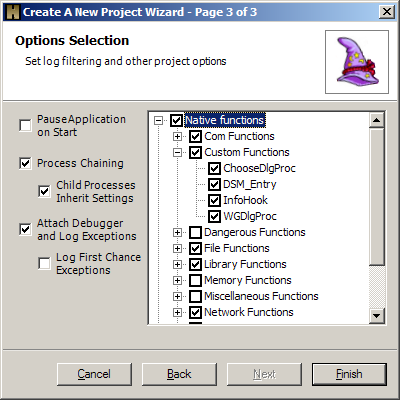 Create A New Project Wizard - Page 3 of 3
Options Selection
Set log filtering and other project options
PauseApplication
on Start
Process Chaining
Child Processes
Inherit Settings
Attach Debugger
and Log Exceptions
Log First Chance
Exceptions
Native functions
Com Functions
Custom Functions
ChooseDlgProc
DSM_Entry
InfoHook
WGDlgProc
Dangerous Functions
File Functions
Library Functions
Memory Functions
Miscellaneous Functions
Network Functions
Cancel
Back
Next
Finish